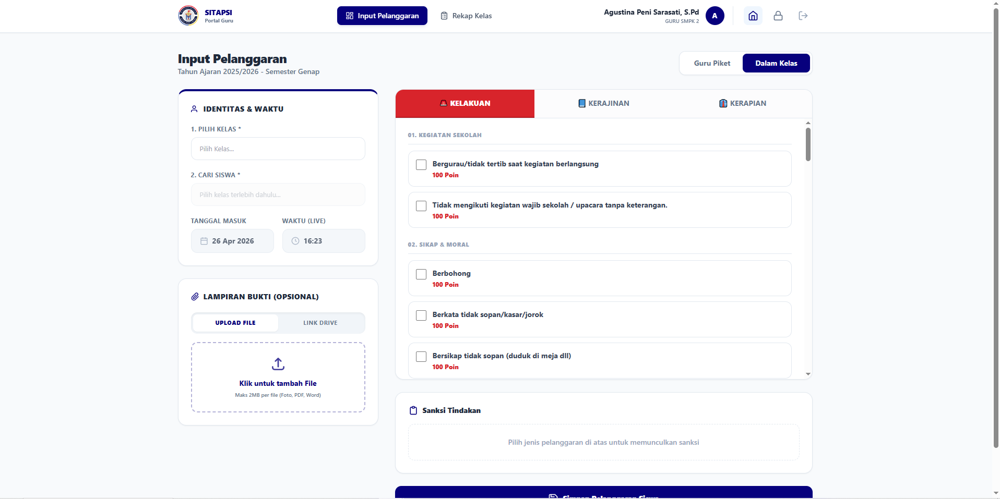 SITAPSI
Portal Guru
Input Pelanggaran
Rekap Kelas
Agustina Peni Sarasati, S.Pd
GURU SMPK 2
A
Input Pelanggaran
Tahun Ajaran 2025/2026 - Semester Genap
Guru Piket
Dalam Kelas
IDENTITAS & WAKTU
1. PILIH KELAS *
Pilih Kelas...
2. CARI SISWA *
Pilih kelas terlebih dahulu...
TANGGAL MASUK
WAKTU (LIVE)
26 Apr 2026
16:23
LAMPIRAN BUKTI (OPSIONAL)
UPLOAD FILE
LINK DRIVE
Klik untuk tambah File
Maks 2MB per file (Foto, PDF, Word)
KELAKUAN
KERAJINAN
KERAPIAN
01. KEGIATAN SEKOLAH
Bergurau/tidak tertib saat kegiatan berlangsung
100 Poin
Tidak mengikuti kegiatan wajib sekolah / upacara tanpa keterangan.
100 Poin
02. SIKAP & MORAL
Berbohong
100 Poin
Berkata tidak sopan/kasar/jorok
100 Poin
Bersikap tidak sopan (duduk di meja dll)
100 Poin
Sanksi Tindakan
Pilih jenis pelanggaran di atas untuk memunculkan sanksi
Simpan Pelanggaran Siswa